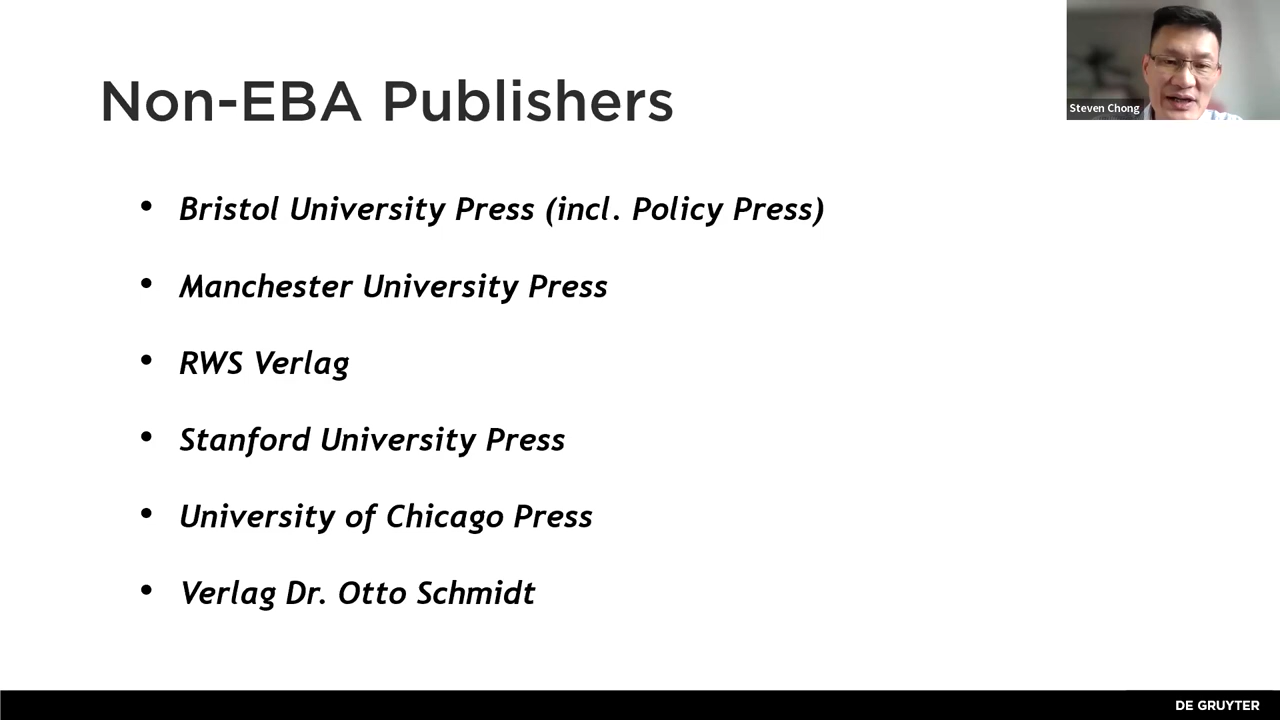 Non-EBA Publishers
Steven Chong
• Bristol University Press (incl. Policy Press)
• Manchester University Press
• RWS Verlag
• Stanford University Press
• University of Chicago Press
• Verlag Dr. Otto Schmidt
DE GRUYTER